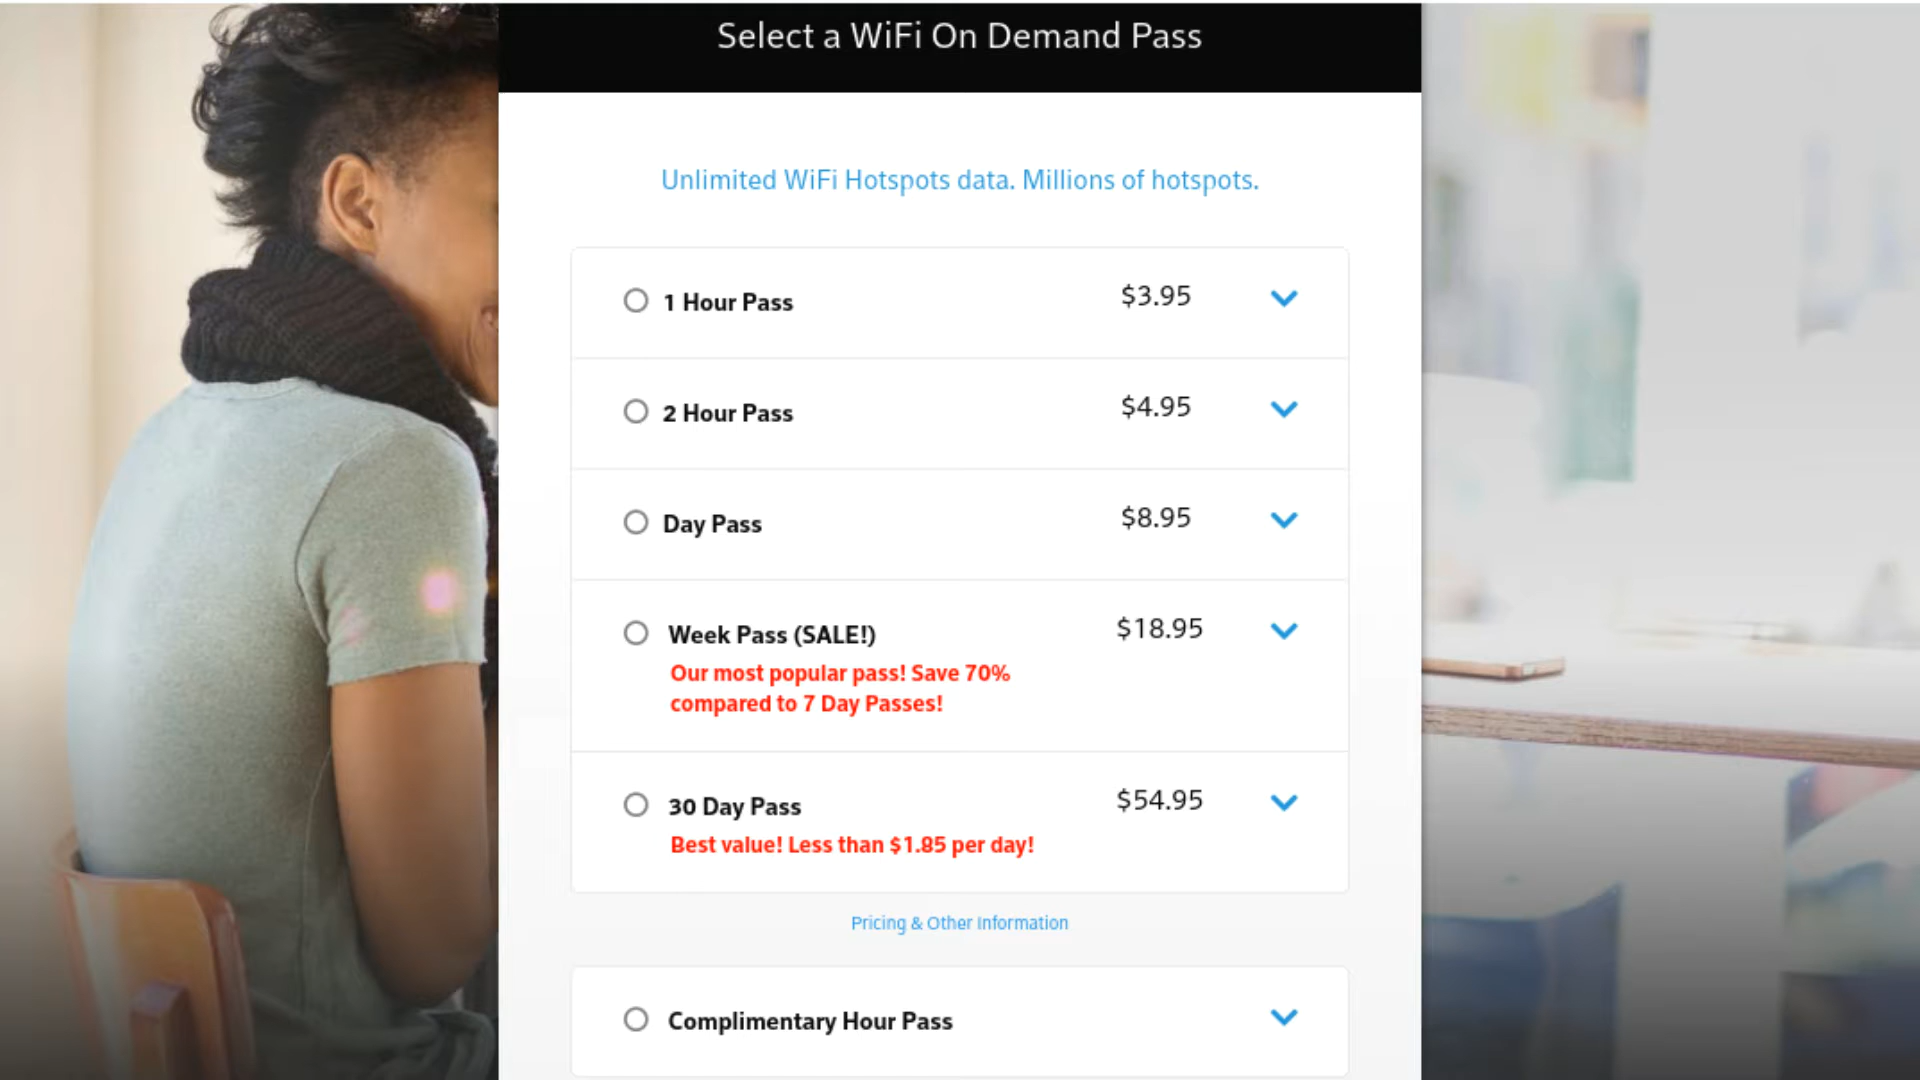 Select a WiFi On Demand Pass
Unlimited WiFi Hotspots data. Millions of hotspots.
1 Hour Pass $3.95
2 Hour Pass $4.95
Day Pass $8.95
Week Pass (SALE!) $18.95
Our most popular pass! Save 70%
compared to 7 Day Passes!
30 Day Pass $54.95
Best value! Less than $1.85 per day!
Pricing & Other Information
Complimentary Hour Pass